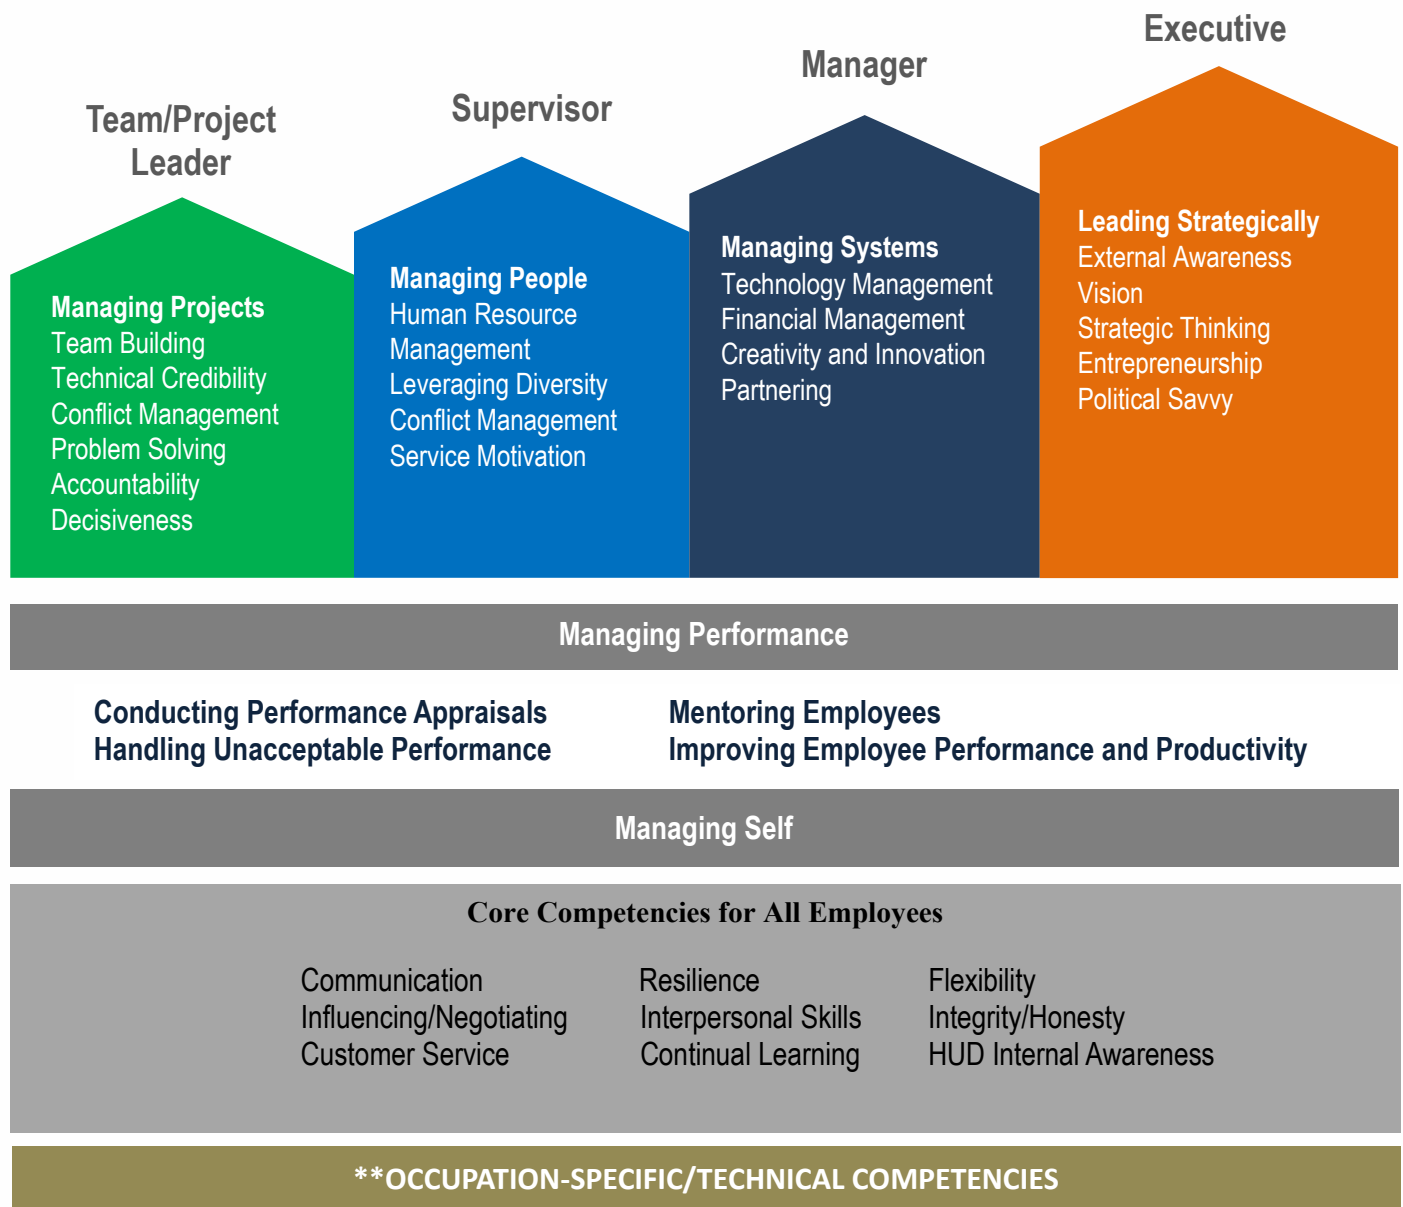 Team/Project
Leader
Managing Projects
Team Building
Technical Credibility
Conflict Management
Problem Solving
Accountability
Decisiveness
Supervisor
Managing People
Human Resource
Management
Leveraging Diversity
Conflict Management
Service Motivation
Manager
Managing Systems
Technology Management
Financial Management
Creativity and Innovation
Partnering
Executive
Leading Strategically
External Awareness
Vision
Strategic Thinking
Entrepreneurship
Political Savvy
Managing Performance
Conducting Performance Appraisals
Handling Unacceptable Performance
Mentoring Employees
Improving Employee Performance and Productivity
Managing Self
Core Competencies for All Employees
Communication
Influencing/Negotiating
Customer Service
Resilience
Interpersonal Skills
Continual Learning
Flexibility
Integrity/Honesty
HUD Internal Awareness
**OCCUPATION-SPECIFIC/TECHNICAL COMPETENCIES